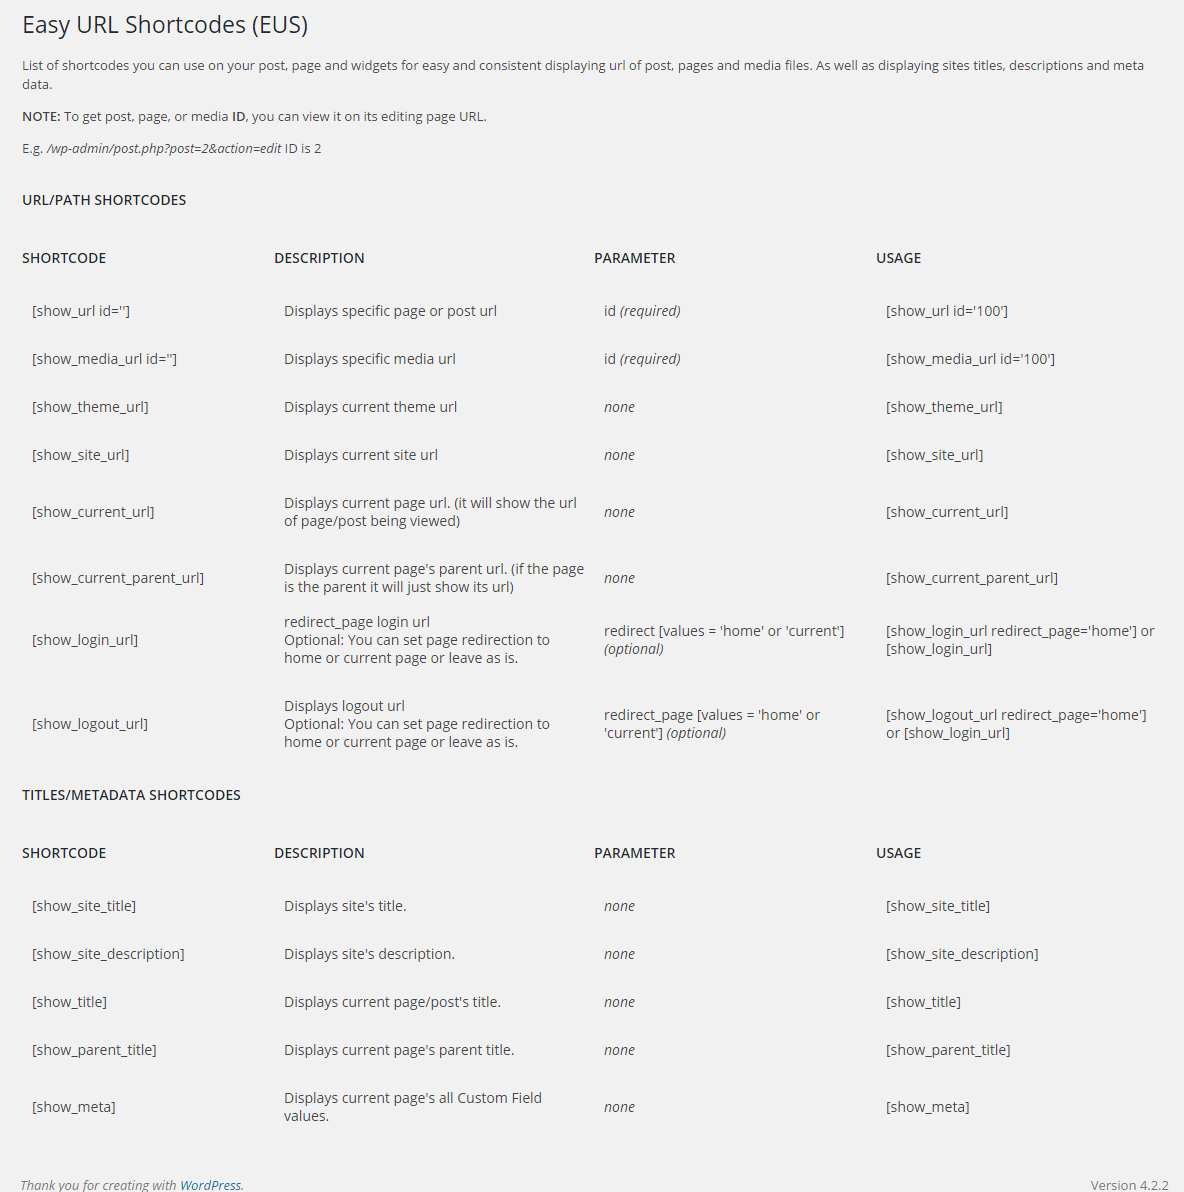 Easy URL Shortcodes (EUS)
List of shortcodes you can use on your post, page and widgets for easy and consistent displaying url of post, pages and media files. As well as displaying sites titles, descriptions and meta
data.
NOTE: To get post, page, or media ID, you can view it on its editing page URL.
E.g. /wp-admin/post.php?post=2&action=edit ID is 2
URL/PATH SHORTCODES
SHORTCODE DESCRIPTION PARAMETER USAGE
[show_url id=''] Displays specific page or post url id (required) [show_url id='100']
[show_media_url id=''] Displays specific media url id (required) [show_media_url id='100']
[show_theme_url] Displays current theme url none [show_theme_url]
[show_site_url] Displays current site url none [show_site_url]
[show_current_url] Displays current page url. (it will show the url
of page/post being viewed) none [show_current_url]
[show_current_parent_url] Displays current page's parent url. (if the page
is the parent it will just show its url) none [show_current_parent_url]
[show_login_url] redirect_page login url
Optional: You can set page redirection to
home or current page or leave as is.
redirect [values = 'home' or 'current']
(optional)
[show_login_url redirect_page='home'] or
[show_login_url]
[show_logout_url] Displays logout url
Optional: You can set page redirection to
home or current page or leave as is.
redirect_page [values = 'home' or
'current'] (optional)
[show_logout_url redirect_page='home']
or [show_login_url]
TITLES/METADATA SHORTCODES
SHORTCODE DESCRIPTION PARAMETER USAGE
[show_site_title] Displays site's title. none [show_site_title]
[show_site_description] Displays site's description. none [show_site_description]
[show_title] Displays current page/post's title. none [show_title]
[show_parent_title] Displays current page's parent title. none [show_parent_title]
[show_meta] Displays current page's all Custom Field
values. none [show_meta]
Thank you for creating with WordPress. Version 4.2.2